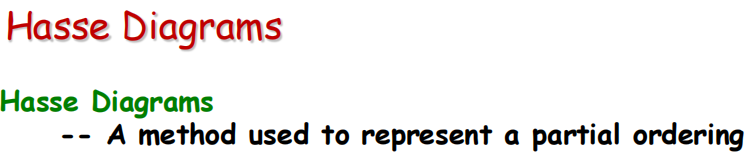 Hasse Diagrams
Hasse Diagrams
-- A method used to represent a partial ordering